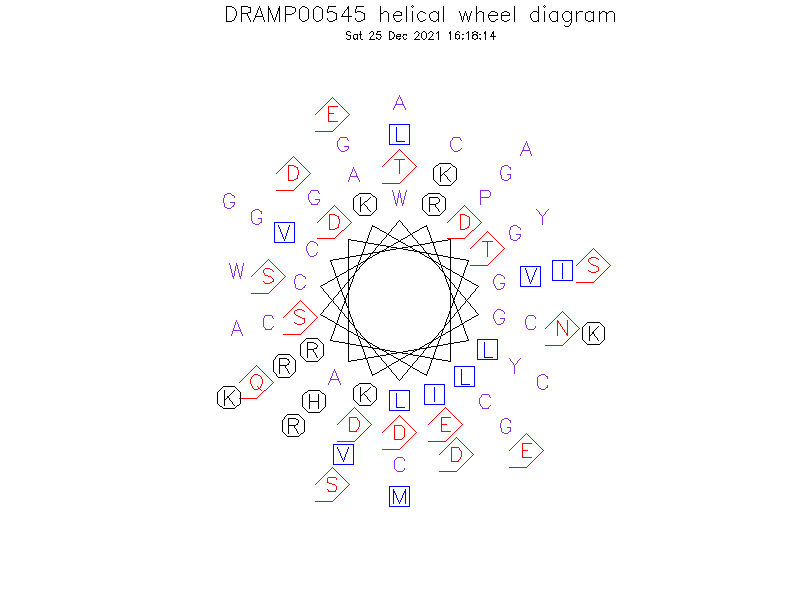 DRAMP00545 helical wheel diagram
Sat 25 Dec 2021 16:18:14
A
E
L
G C A
T
D A K G
G G K W R P
G D D Y
V G
C T
W S C G V I S
A C S G C N K
R L
R Y
Q A L C
K H K L I C
R D D E G
V D E
C
S
M